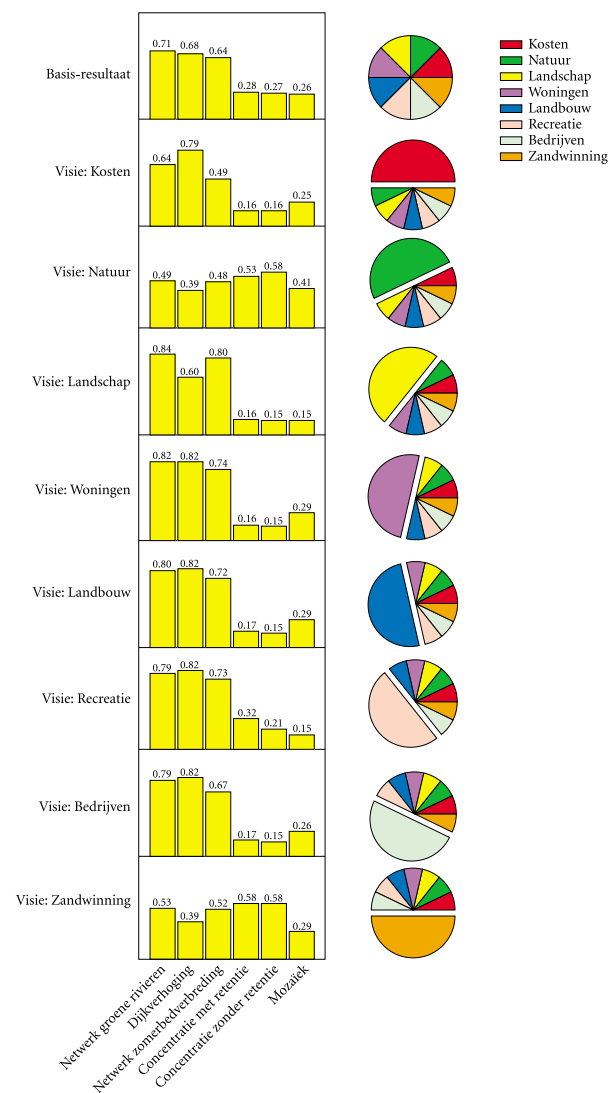 Basis-resultaat
0.71 0.68 0.64 0.28 0.27 0.26
Visie: Kosten
0.64 0.79 0.49 0.16 0.16 0.25
Visie: Natuur
0.49 0.39 0.48 0.53 0.58 0.41
Visie: Landschap
0.84 0.60 0.80 0.16 0.15 0.15
Visie: Woningen
0.82 0.82 0.74 0.16 0.15 0.29
Visie: Landbouw
0.80 0.82 0.72 0.17 0.15 0.29
Visie: Recreatie
0.79 0.82 0.73 0.32 0.21 0.15
Visie: Bedrijven
0.79 0.82 0.67 0.17 0.15 0.26
Visie: Zandwinning
0.53 0.39 0.52 0.58 0.58 0.29
Netwerk groene rivieren
Dijkverhoging
Netwerk zomerbedverbreding
Concentratie met retentie
Concentratie zonder retentie
Mozaïek
Kosten
Natuur
Landschap
Woningen
Landbouw
Recreatie
Bedrijven
Zandwinning